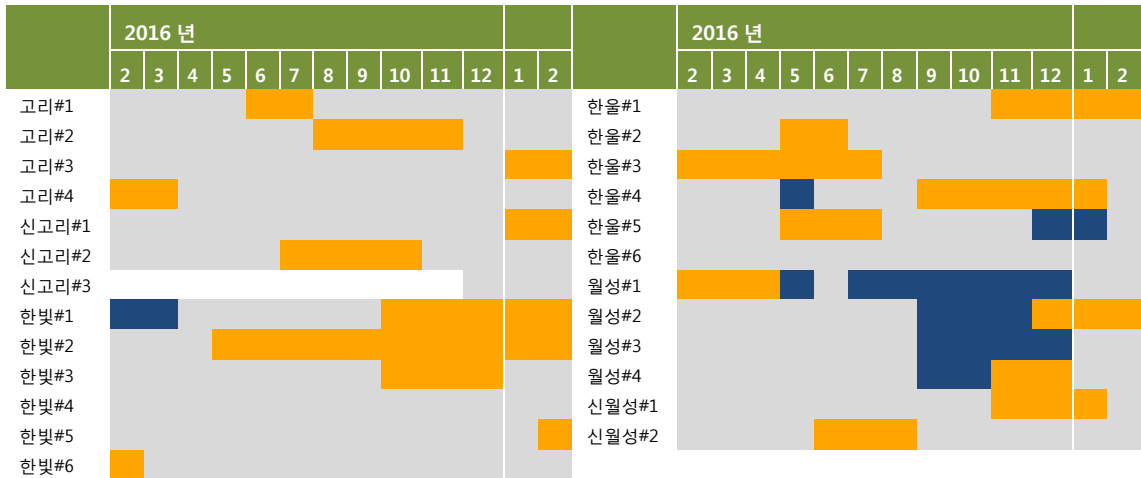 2016 년
2 3 4 5 6 7 8 9 10 11 12 1 2
고리#1
고리#2
고리#3
고리#4
신고리#1
신고리#2
신고리#3
한빛#1
한빛#2
한빛#3
한빛#4
한빛#5
한빛#6
2016 년
2 3 4 5 6 7 8 9 10 11 12 1 2
한울#1
한울#2
한울#3
한울#4
한울#5
한울#6
월성#1
월성#2
월성#3
월성#4
신월성#1
신월성#2